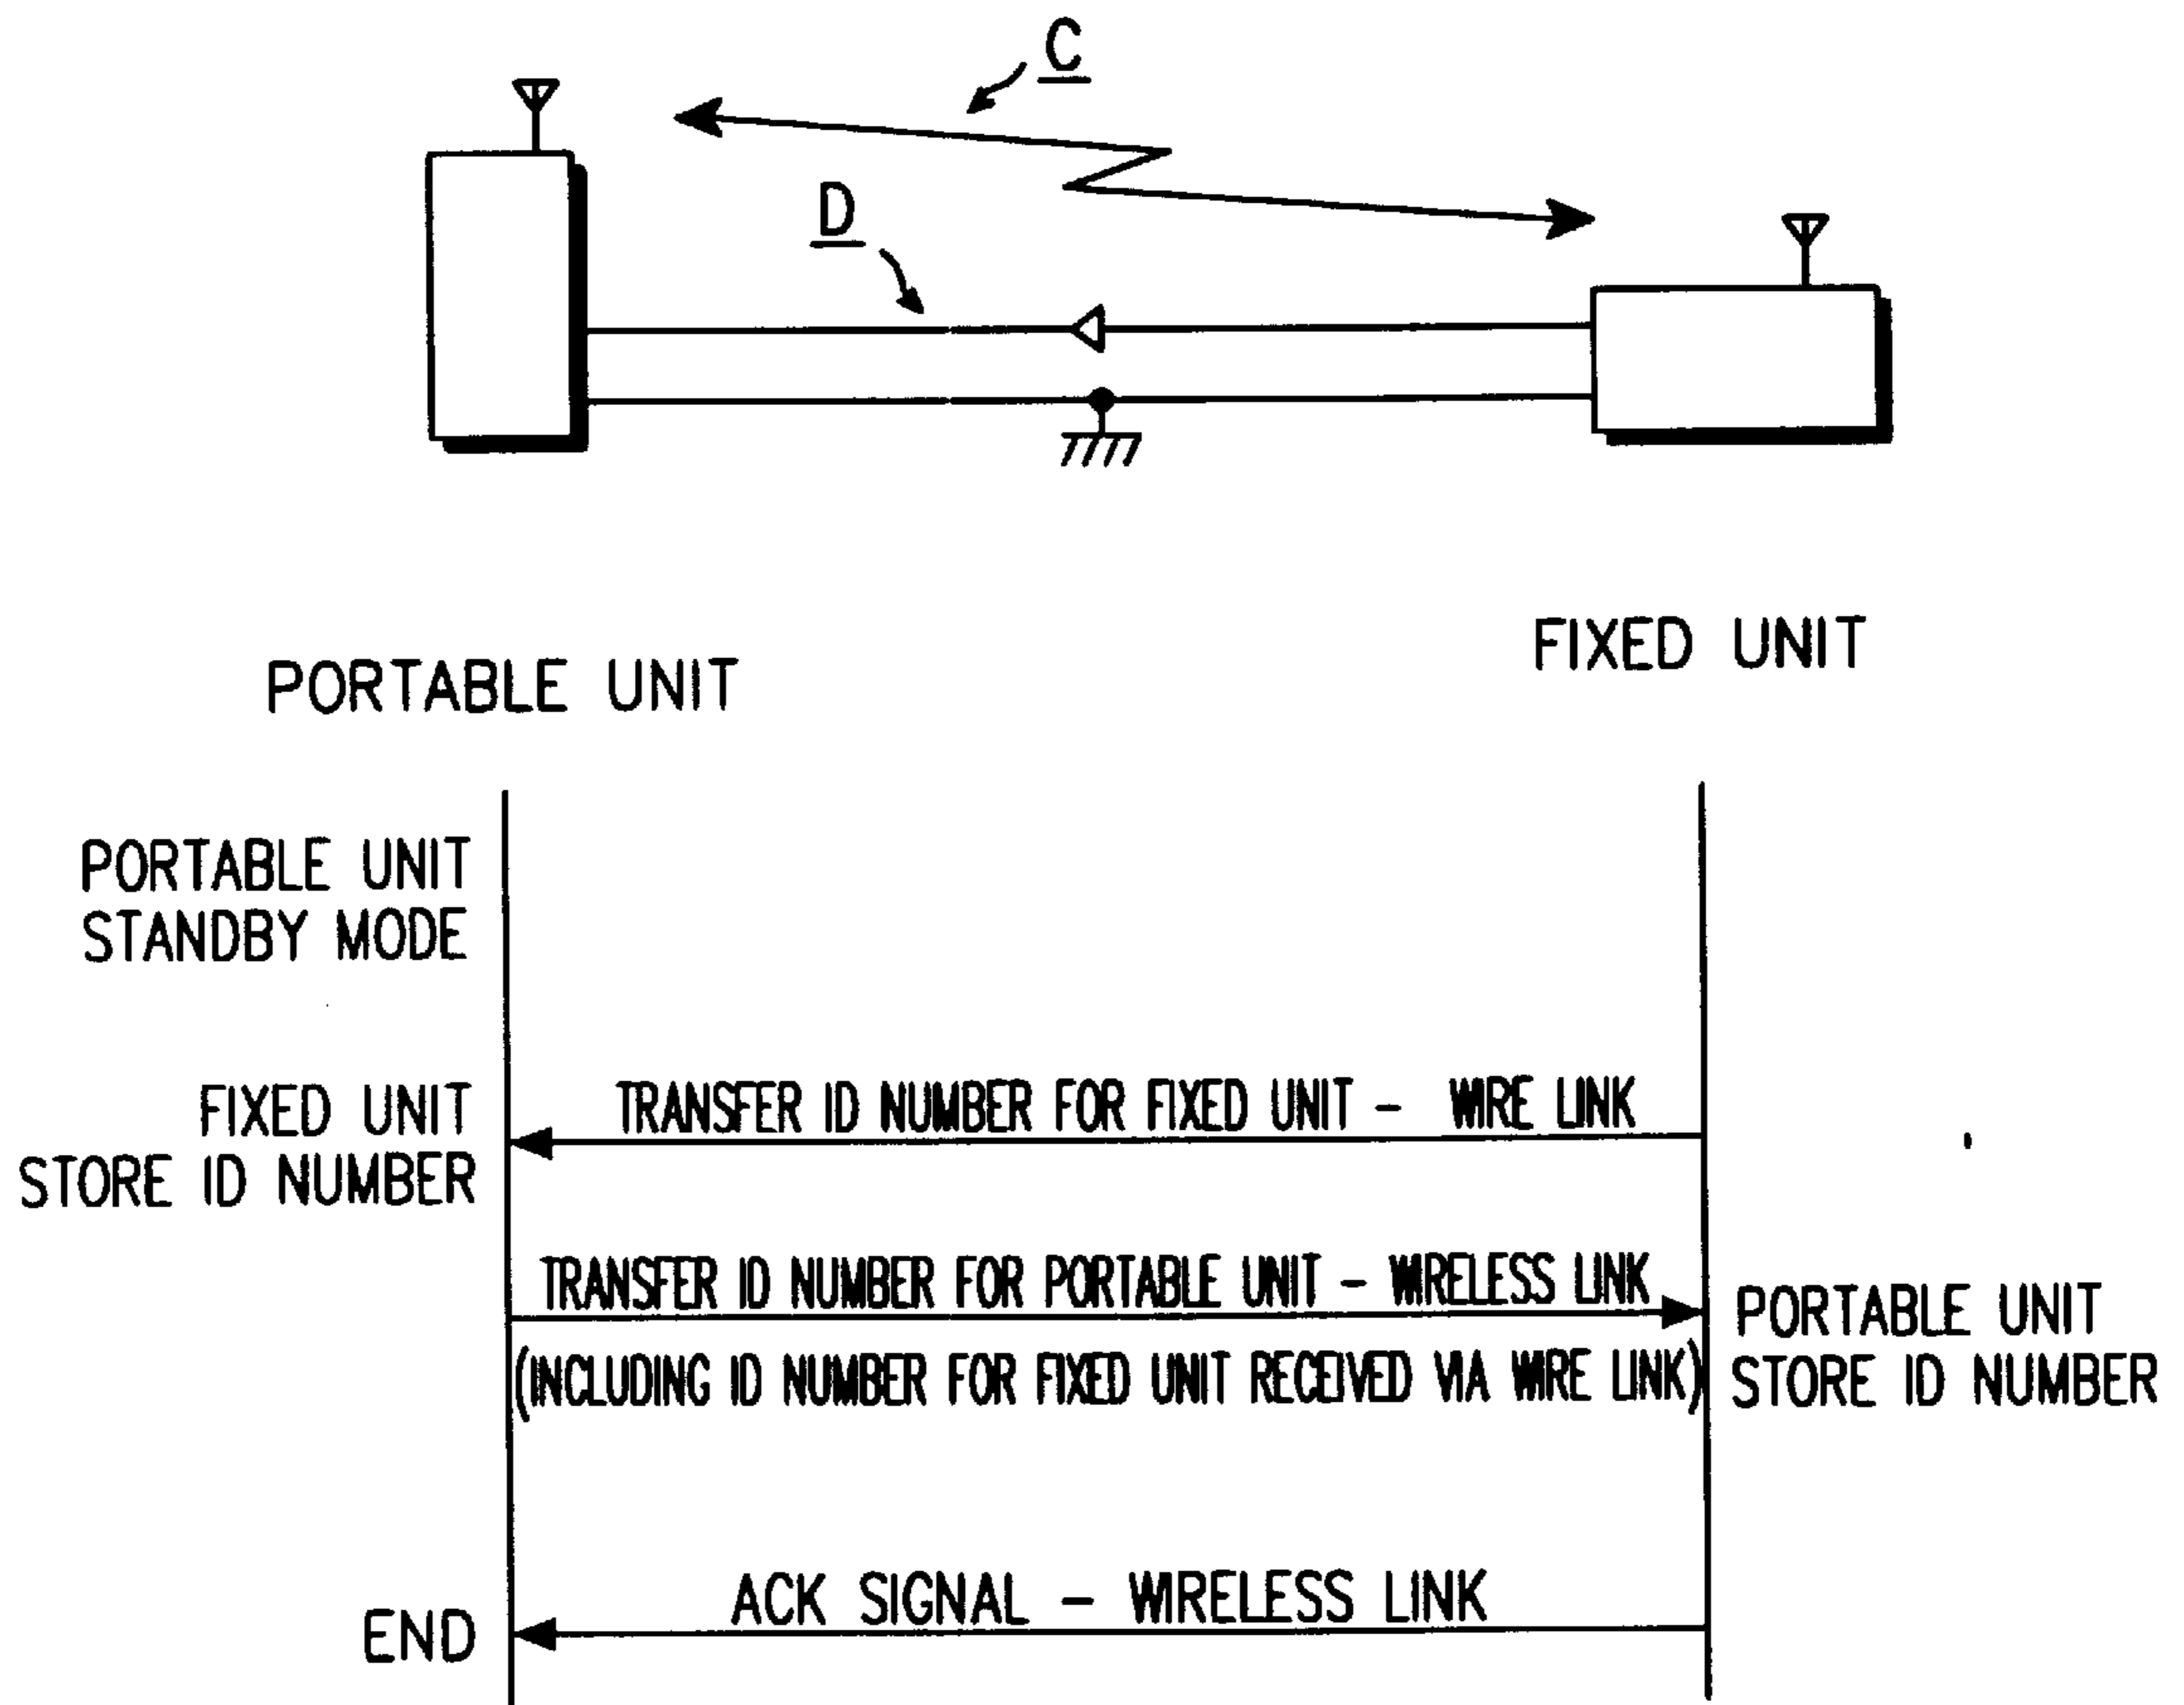 C
D
FIXED UNIT
PORTABLE UNIT
PORTABLE UNIT
STANDBY MODE
FIXED UNIT
STORE ID NUMBER
TRANSFER ID NUMBER FOR FIXED UNIT - WIRE LINK
TRANSFER ID NUMBER FOR PORTABLE UNIT - WIRELESS LINK
(INCLUDING ID NUMBER FOR FIXED UNIT RECEIVED VIA WIRE LINK)
PORTABLE UNIT
STORE ID NUMBER
ACK SIGNAL - WIRELESS LINK
END